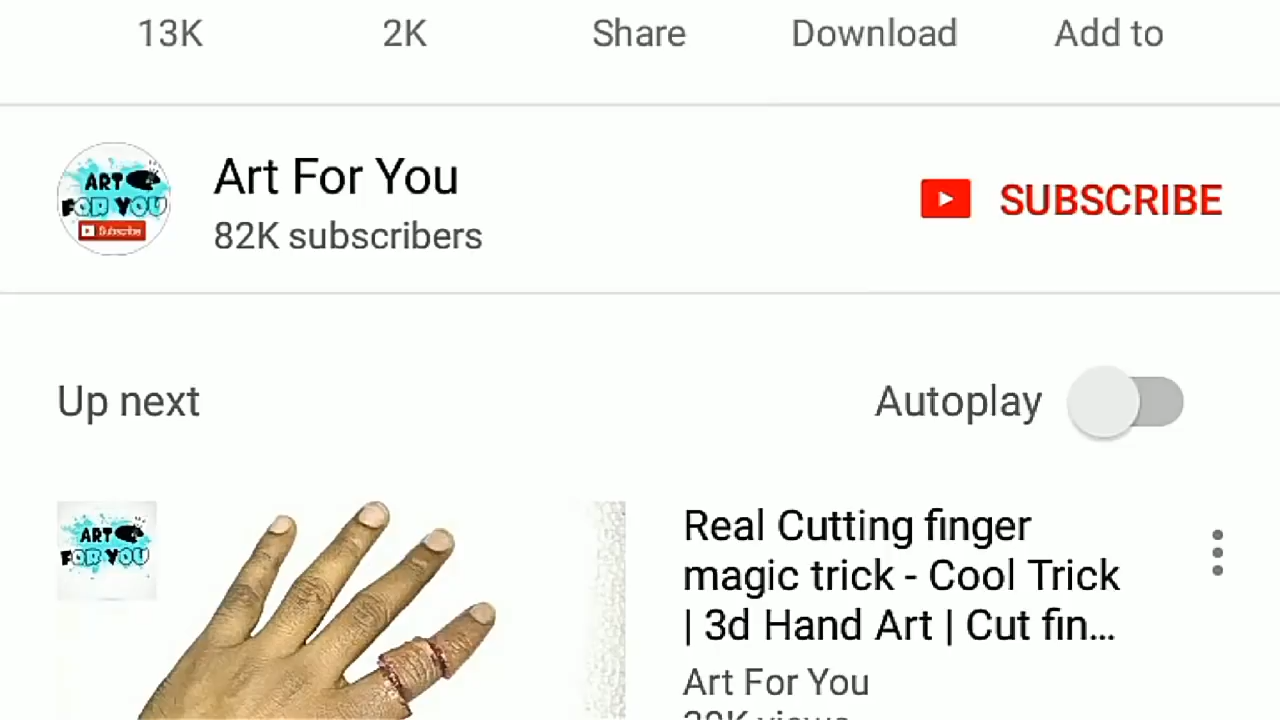 13K 2K Share Download Add to
ART
FOR YOU
Subscribe
Art For You
82K subscribers
SUBSCRIBE
Up next
Autoplay
ART
FOR YOU
Real Cutting finger
magic trick - Cool Trick
| 3d Hand Art | Cut fin...
Art For You